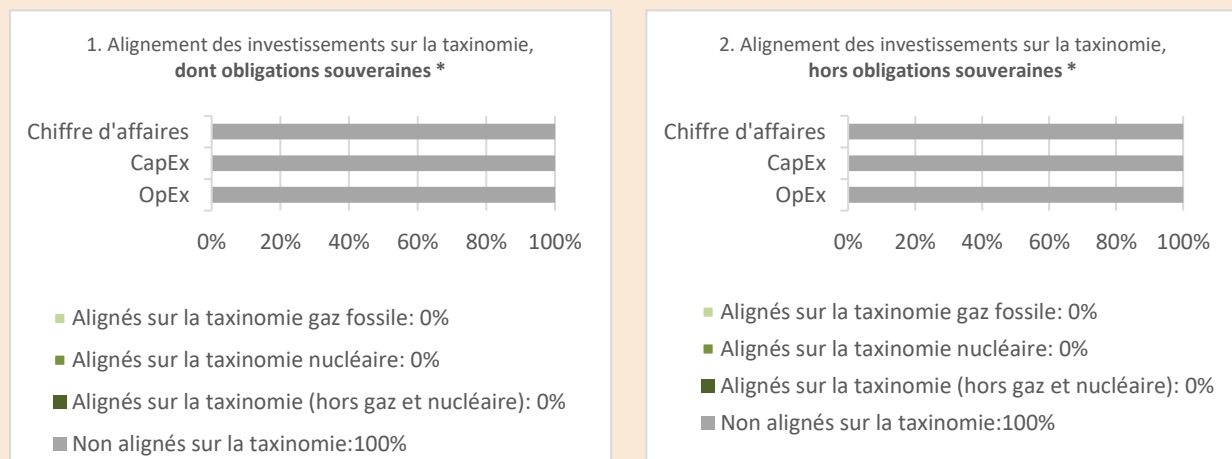 1. Alignement des investissements sur la taxinomie,
dont obligations souveraines *
Chiffre d'affaires
CapEx
OpEx
0% 20% 40% 60% 80% 100%
Alignés sur la taxinomie gaz fossile: 0%
Alignés sur la taxinomie nucléaire: 0%
Alignés sur la taxinomie (hors gaz et nucléaire): 0%
Non alignés sur la taxinomie:100%
2. Alignement des investissements sur la taxinomie,
hors obligations souveraines *
Chiffre d'affaires
CapEx
OpEx
0% 20% 40% 60% 80% 100%
Alignés sur la taxinomie gaz fossile: 0%
Alignés sur la taxinomie nucléaire: 0%
Alignés sur la taxinomie (hors gaz et nucléaire): 0%
Non alignés sur la taxinomie:100%